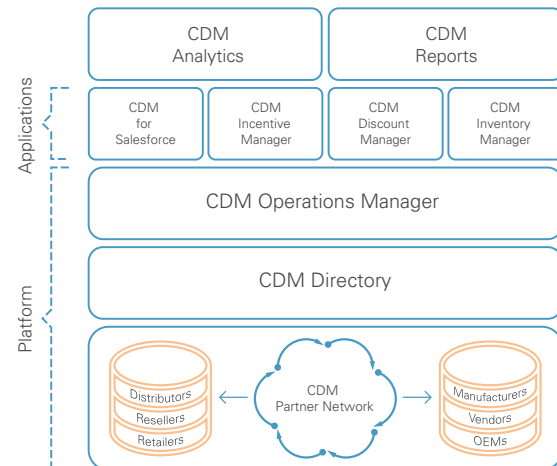 CDM
Analytics
CDM
Reports
Applications
CDM
for
Salesforce
CDM
Incentive
Manager
CDM
Discount
Manager
CDM
Inventory
Manager
Platform
CDM Operations Manager
CDM Directory
Distributors
Resellers
Retailers
CDM
Partner Network
Manufacturers
Vendors
OEMs